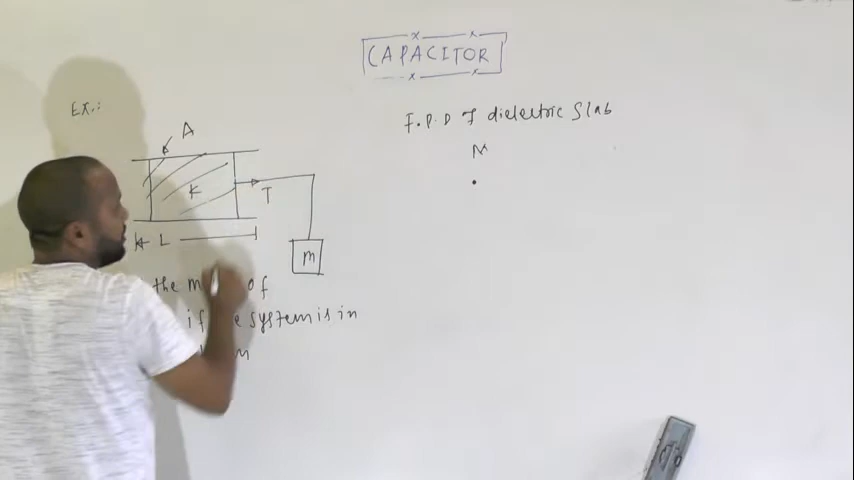 CAPACITOR
Ex.:
F.B.D of dielectric Slab
A
N
K
T
L
m
the of
if system is in